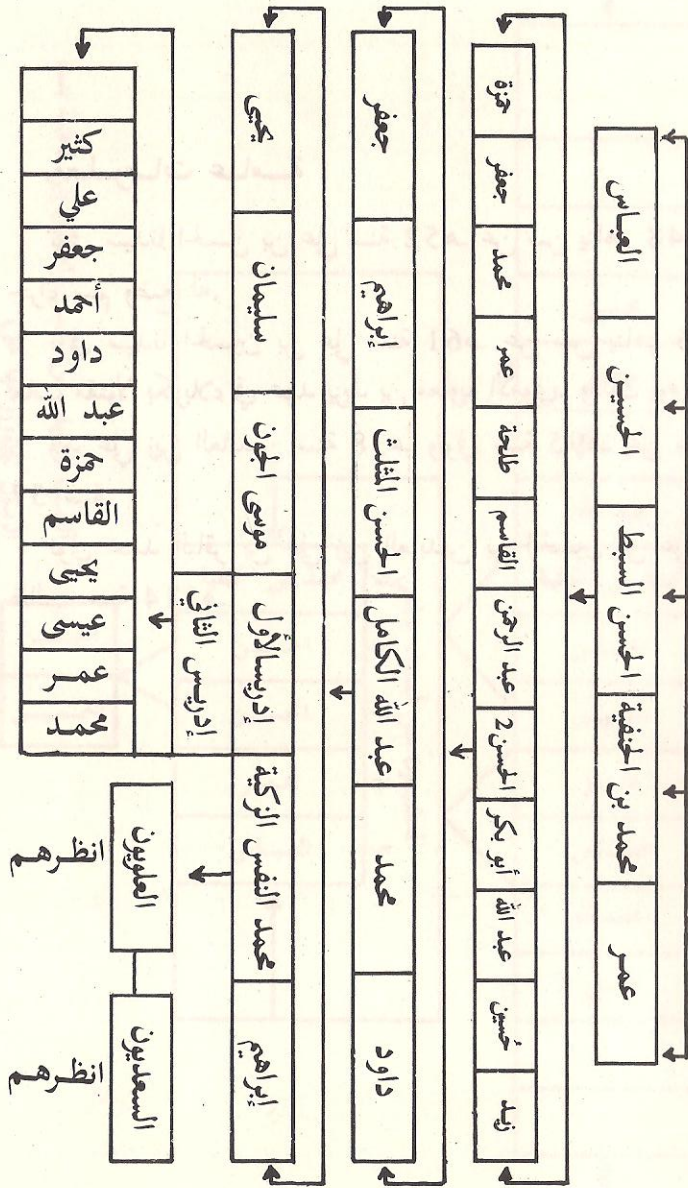 عمر
محمد بن الحنفية
الحسن السبط
الحسين
العباس
زيد
حُسين
عبد الله
أبو بكر
الحسن 2
عبد الرحمن
القاسم
طلحة
عمر
محمد
جعفر
حمزة
داود
محمد
عبد الله الكامل
الحسن المثلث
إبراهيم
جعفر
إبراهيم
محمد النفس الزكية
إدريس الأول
موسى الجون
سليمان
يحيى
إدريس الثاني
السعديون
انظرهم
العلويون
انظرهم
محمد
عمر
عيسى
يحيى
القاسم
حمزة
عبد الله
داود
أحمد
جعفر
علي
كثير